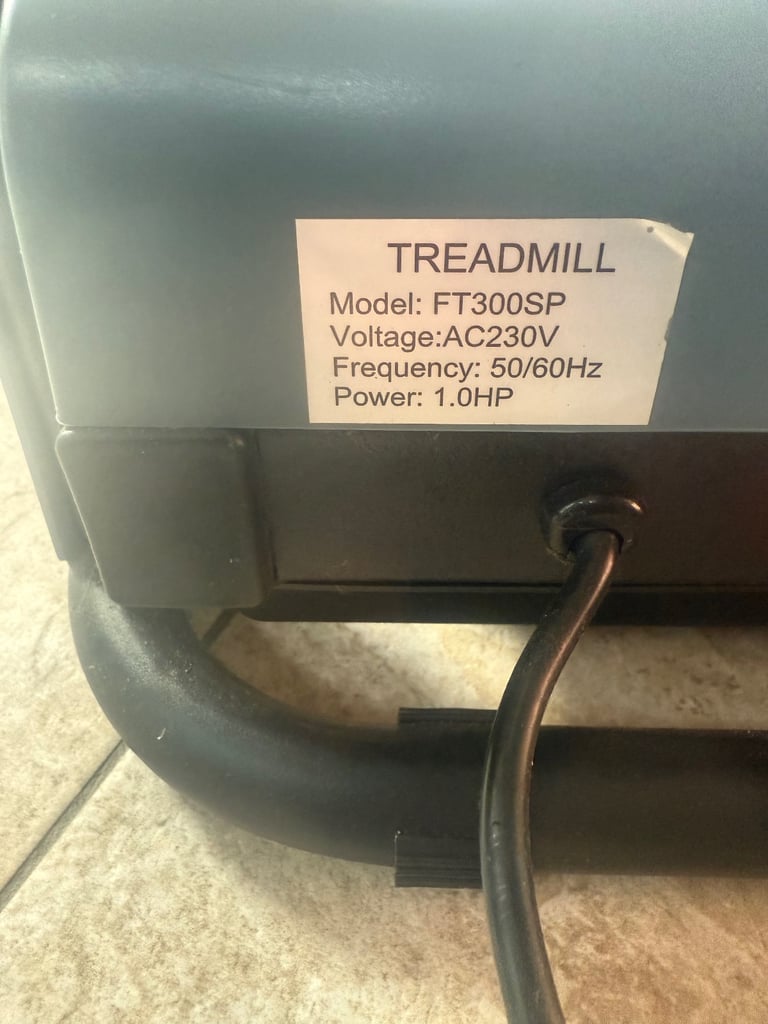 TREADMILL
Model: FT300SP
Voltage:AC230V
Frequency: 50/60Hz
Power: 1.0HP